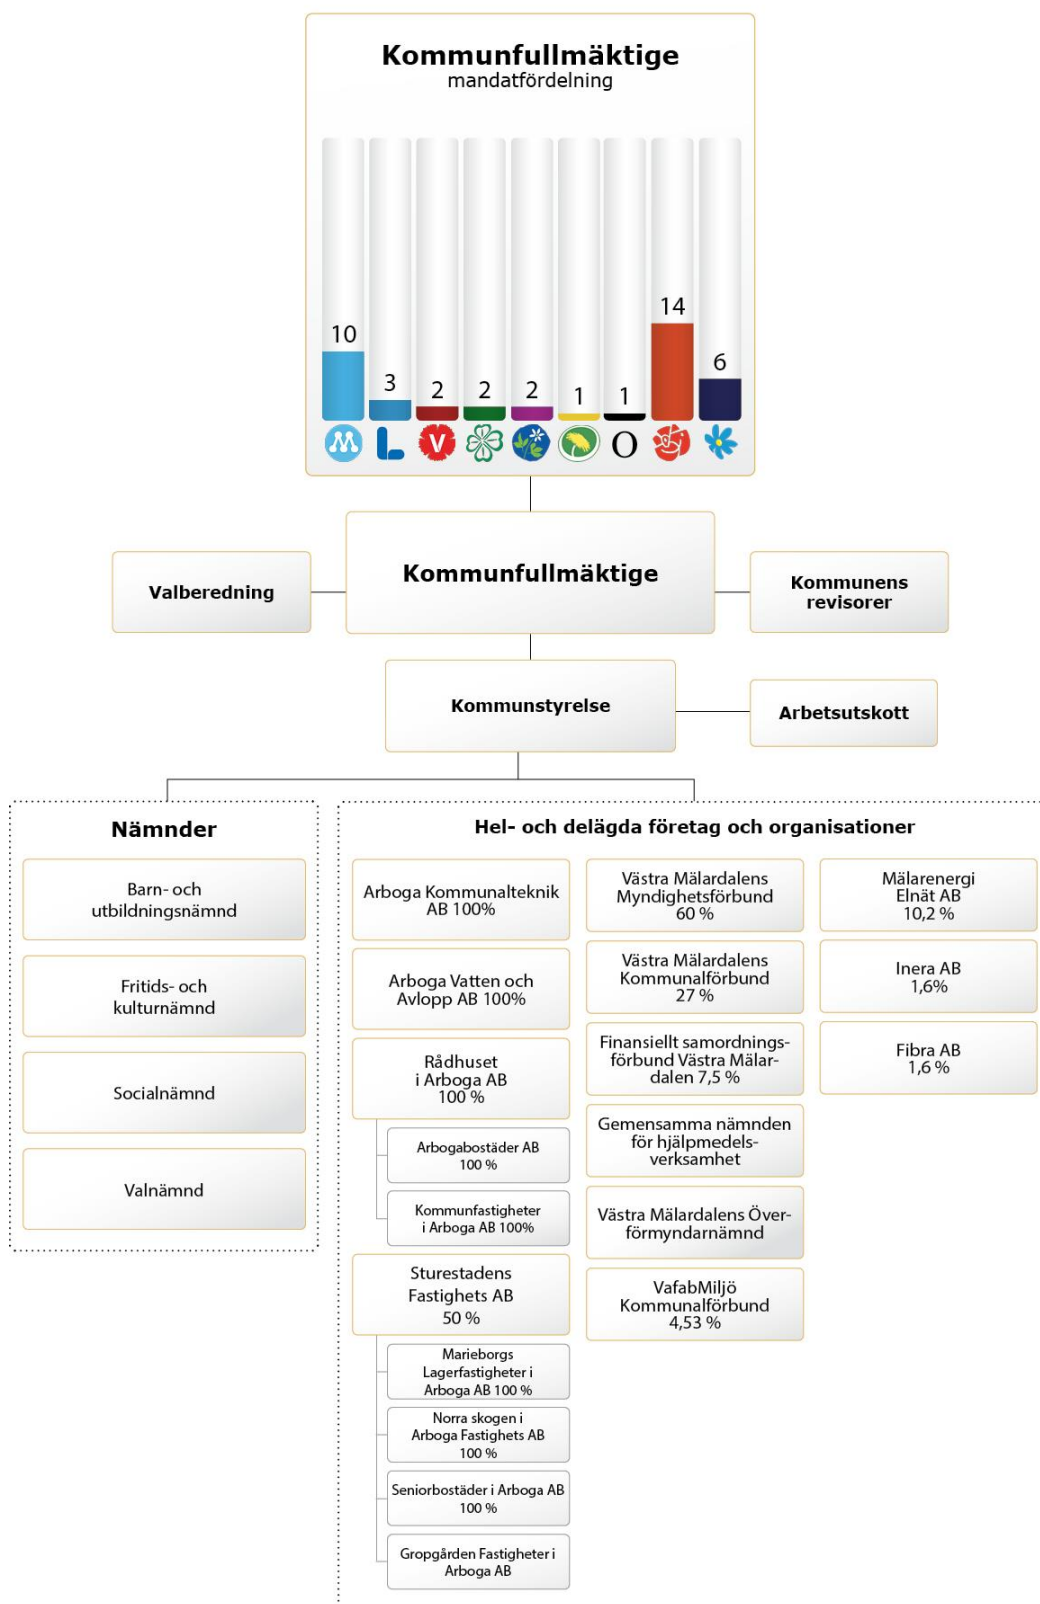 Kommunfullmäktige
mandatfördelning
10
3
2
2
2
1
1
14
6
M
L
V
O
Kommunfullmäktige
Valberedning
Kommunens
revisorer
Kommunstyrelse
Arbetsutskott
Nämnder
Barn- och
utbildningsnämnd
Fritids- och
kulturnämnd
Socialnämnd
Valnämnd
Hel- och delägda företag och organisationer
Arboga Kommunalteknik
AB 100%
Arboga Vatten och
Avlopp AB 100%
Rådhuset
i Arboga AB
100 %
Arbogabostäder AB
100 %
Kommunfastigheter
i Arboga AB 100%
Sturestadens
Fastighets AB
50 %
Marieborgs
Lagerfastigheter i
Arboga AB 100 %
Norra skogen i
Arboga Fastighets AB
100 %
Seniorbostäder i Arboga AB
100 %
Gropgården Fastigheter i
Arboga AB
Västra Mälardalens
Myndighetsförbund
60 %
Västra Mälardalens
Kommunalförbund
27 %
Finansiellt samordnings-
förbund Västra Mälar-
dalen 7,5 %
Gemensamma nämnden
för hjälpmedels-
verksamhet
Västra Mälardalens Över-
förmyndarnämnd
VafabMiljö
Kommunalförbund
4,53 %
Mälarenergi
Elnät AB
10,2 %
Inera AB
1,6%
Fibra AB
1,6 %